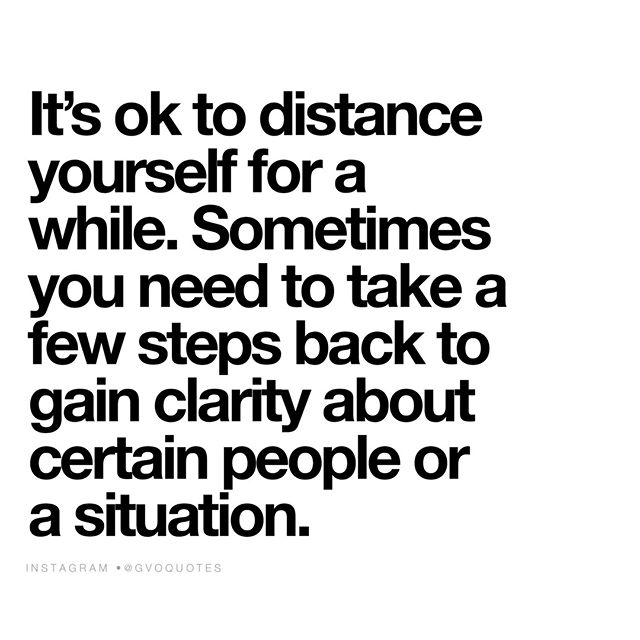 It’s ok to distance
yourself for a
while. Sometimes
you need to take a
few steps back to
gain clarity about
certain people or
a situation.
INSTAGRAM •@GVOQUOTES